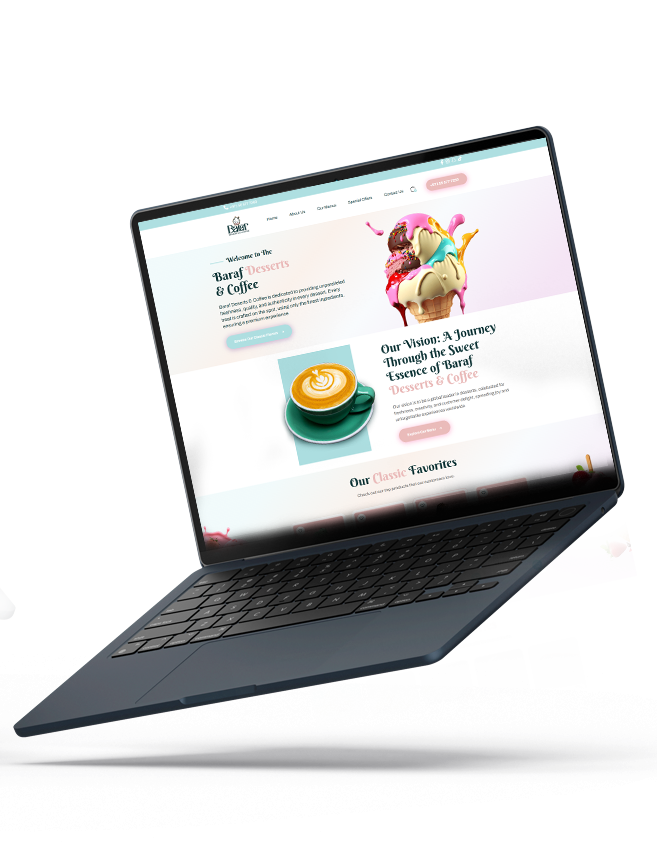 Baraf
Home
About Us
Our Menus
Special Offers
Contact Us
Welcome to The
Baraf Desserts
& Coffee
Baraf Desserts & Coffee is dedicated to providing unparalleled
freshness, quality, and authenticity in every dessert. Every
treat is crafted on the spot, using only the finest ingredients,
ensuring a premium experience.
Our Vision: A Journey
Through the Sweet
Essence of Baraf
Desserts & Coffee
Our vision is to be a global leader in desserts, celebrated for
freshness, creativity, and customer delight, spreading joy and
unforgettable experiences worldwide.
Our Classic Favorites
Check out our top products that our customers love.